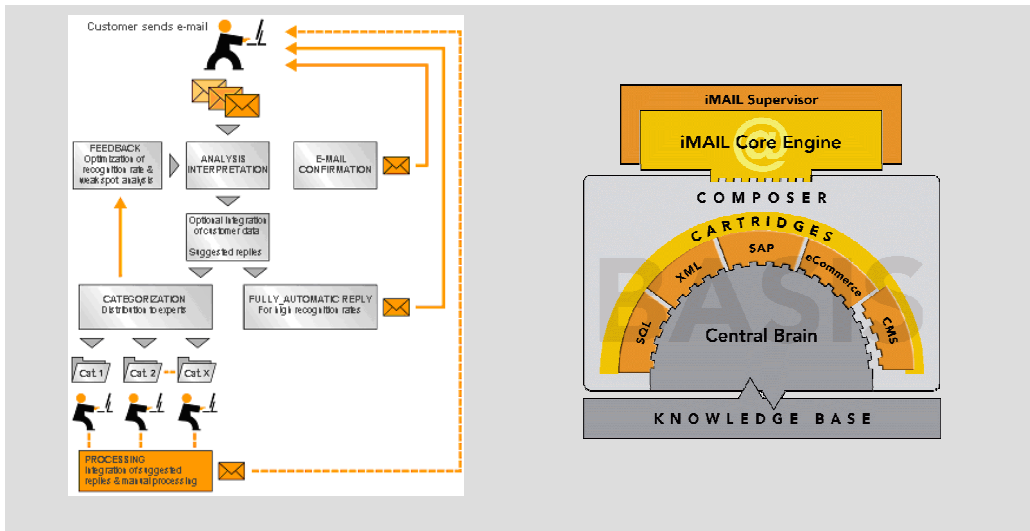 Customer sends e-mail
FEEDBACK
Optimization of
recognition rate &
weak spot analysis
ANALYSIS
INTERPRETATION
E-MAIL
CONFIRMATION
Optional Integration
of customer data
Suggested replies
CATEGORIZATION
Distribution to experts
FULLY_AUTOMATIC REPLY
For high recognition rates
Cat 1
Cat 2
Cat X
PROCESSING
Integration of suggested
replies & manual processing
iMAIL Supervisor
@
iMAIL Core Engine
COMPOSER
CARTRIDGES
BASIS
SQL
XML
SAP
eCommerce
CMS
Central Brain
KNOWLEDGE BASE